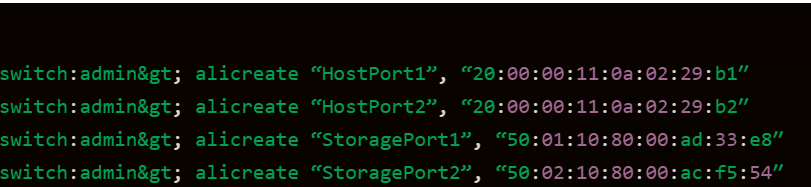 switch:admin&gt; alicreate “HostPort1”, “20:00:00:11:0a:02:29:b1”
switch:admin&gt; alicreate “HostPort2”, “20:00:00:11:0a:02:29:b2”
switch:admin&gt; alicreate “StoragePort1”, “50:01:10:80:00:ad:33:e8”
switch:admin&gt; alicreate “StoragePort2”, “50:02:10:80:00:ac:f5:54”